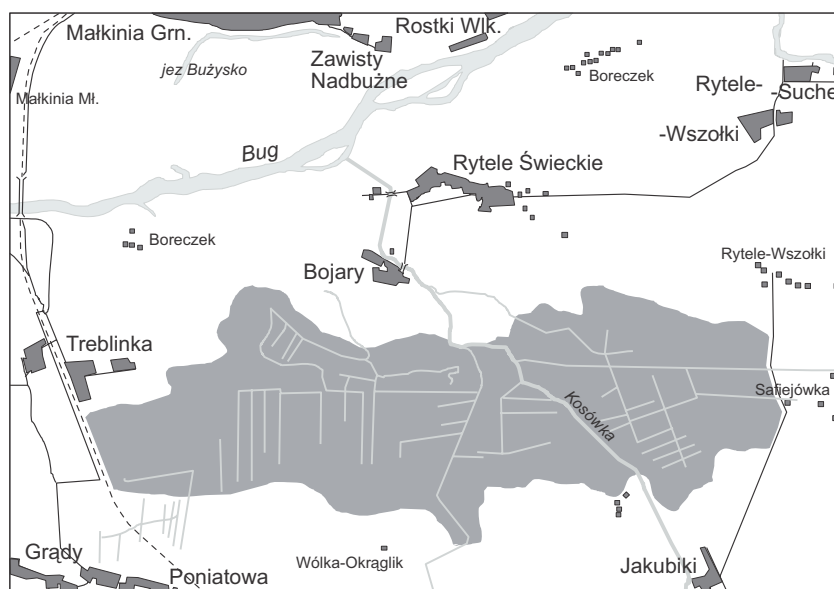 Małkinia Grn.
Rostki Wlk.
jez Bużysko
Zawisty
Nadbużne
Boreczek
Rytele-
-Suche
Małkinia Mł.
-Wszołki
Bug
Rytele Świeckie
Boreczek
Bojary
Rytele-Wszołki
Treblinka
Safiejówka
Kosówka
Grądy
Poniatowa
Wólka-Okrąglik
Jakubiki